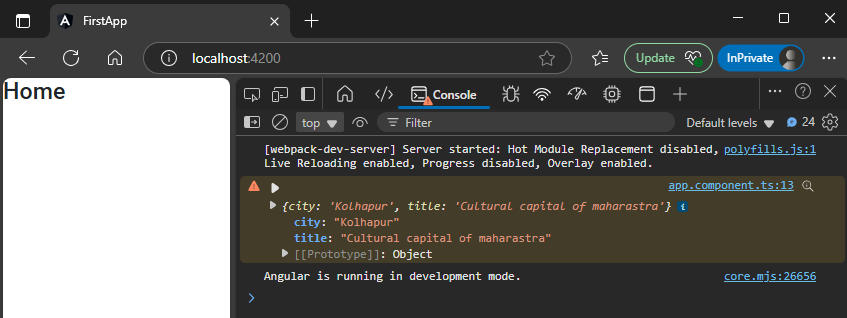 FirstApp
localhost:4200
Update
InPrivate
Home
Console
top
Filter
Default levels
24
[webpack-dev-server] Server started: Hot Module Replacement disabled, polyfills.js:1
Live Reloading enabled, Progress disabled, Overlay enabled.
app.component.ts:13
{city: 'Kolhapur', title: 'Cultural capital of maharastra'} i
city: "Kolhapur"
title: "Cultural capital of maharastra"
[[Prototype]]: Object
Angular is running in development mode. core.mjs:26656